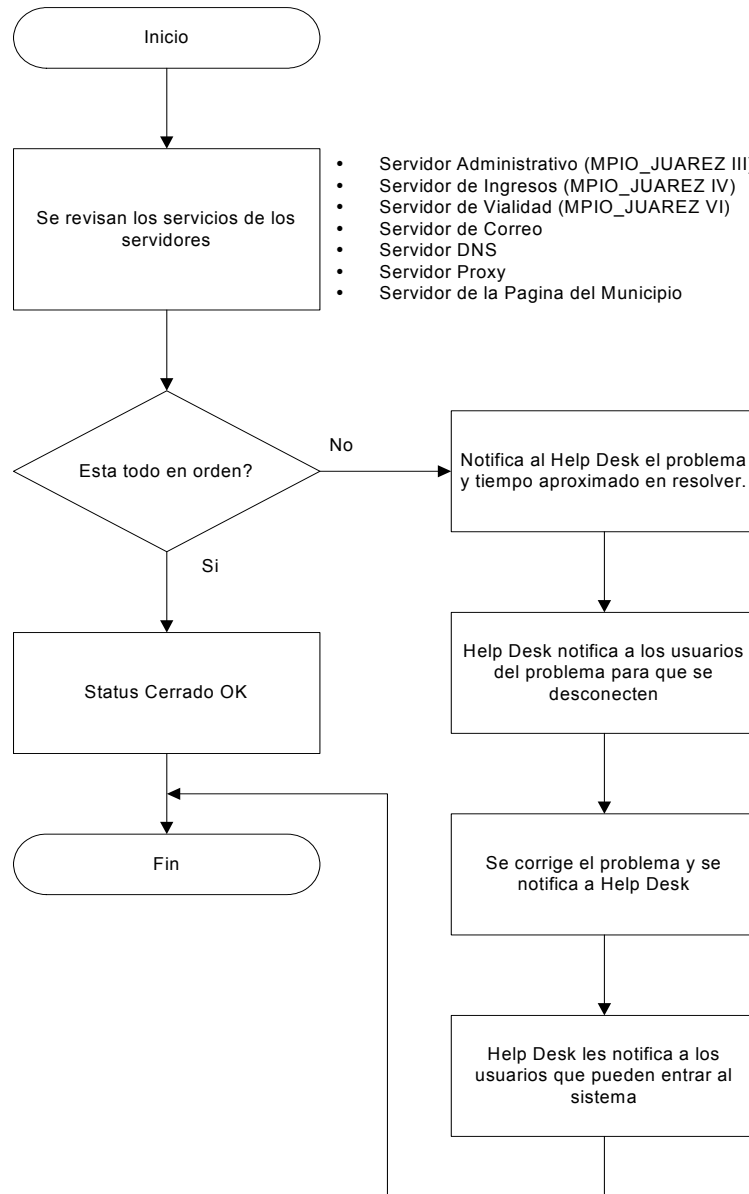 Inicio
Se revisan los servicios de los
servidores
• Servidor Administrativo (MPIO_JUAREZ III)
• Servidor de Ingresos (MPIO_JUAREZ IV)
• Servidor de Vialidad (MPIO_JUAREZ VI)
• Servidor de Correo
• Servidor DNS
• Servidor Proxy
• Servidor de la Pagina del Municipio
Esta todo en orden?
No
Notifica al Help Desk el problema
y tiempo aproximado en resolver.
Si
Help Desk notifica a los usuarios
del problema para que se
desconecten
Status Cerrado OK
Se corrige el problema y se
notifica a Help Desk
Fin
Help Desk les notifica a los
usuarios que pueden entrar al
sistema